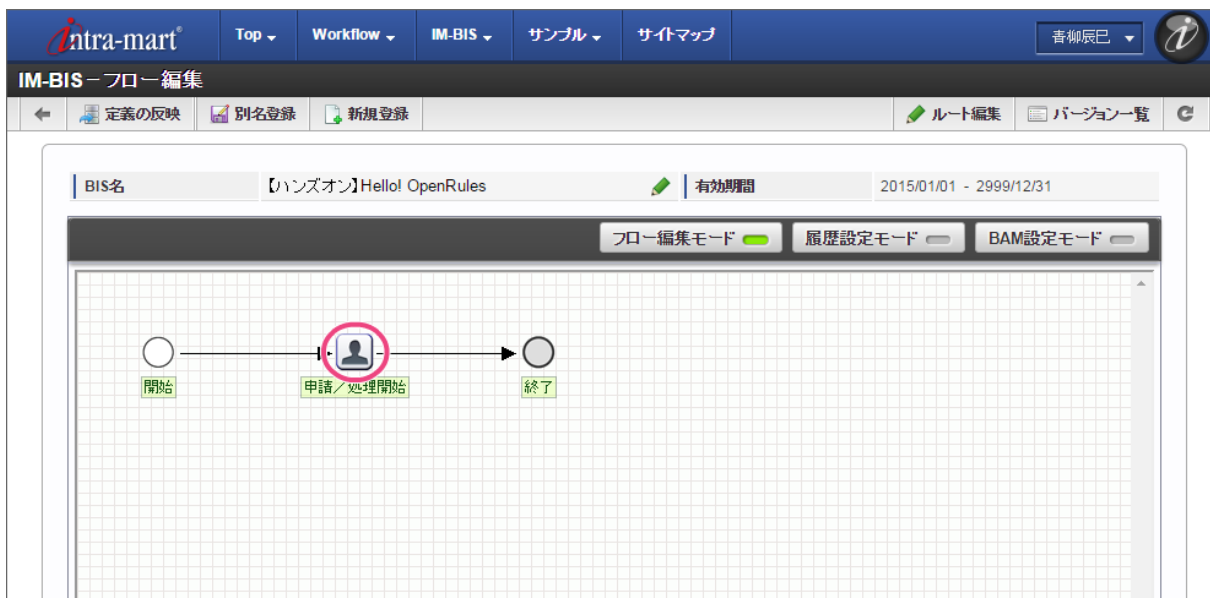 intra-mart® Top Workflow IM-BIS サンプル サイトマップ 青柳辰巳
IM-BIS－フロー編集
定義の反映 別名登録 新規登録 ルート編集 バージョン一覧
BIS名 【ハンズオン】Hello! OpenRules 有効期間 2015/01/01 - 2999/12/31
フロー編集モード 履歴設定モード BAM設定モード
開始 申請／処理開始 終了